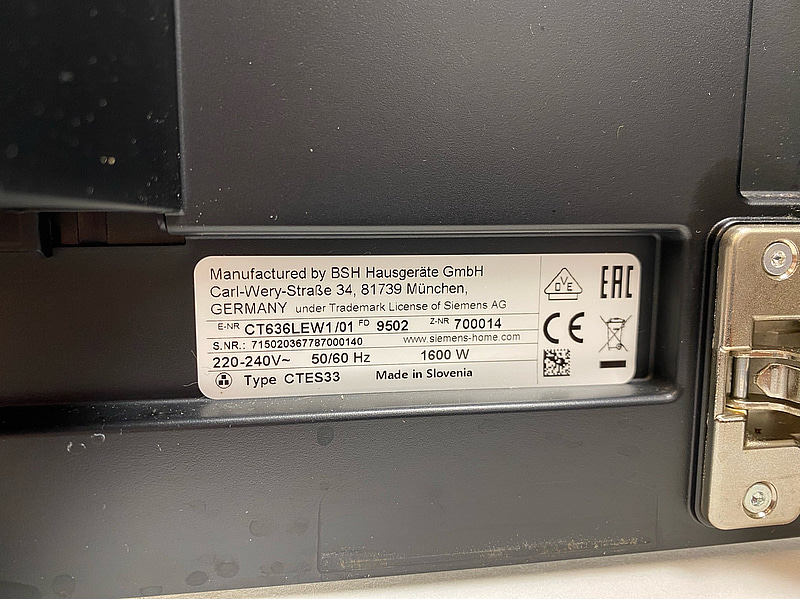 Manufactured by BSH Hausgeräte GmbH
Carl-Wery-Straße 34, 81739 München,
GERMANY under Trademark License of Siemens AG
E-NR CT636LEW1/01 FD 9502 Z-NR 700014
S.NR.: 715020367787000140 www.siemens-home.com
220-240V~ 50/60 Hz 1600 W
Type CTES33 Made in Slovenia
OVE EAC
CE